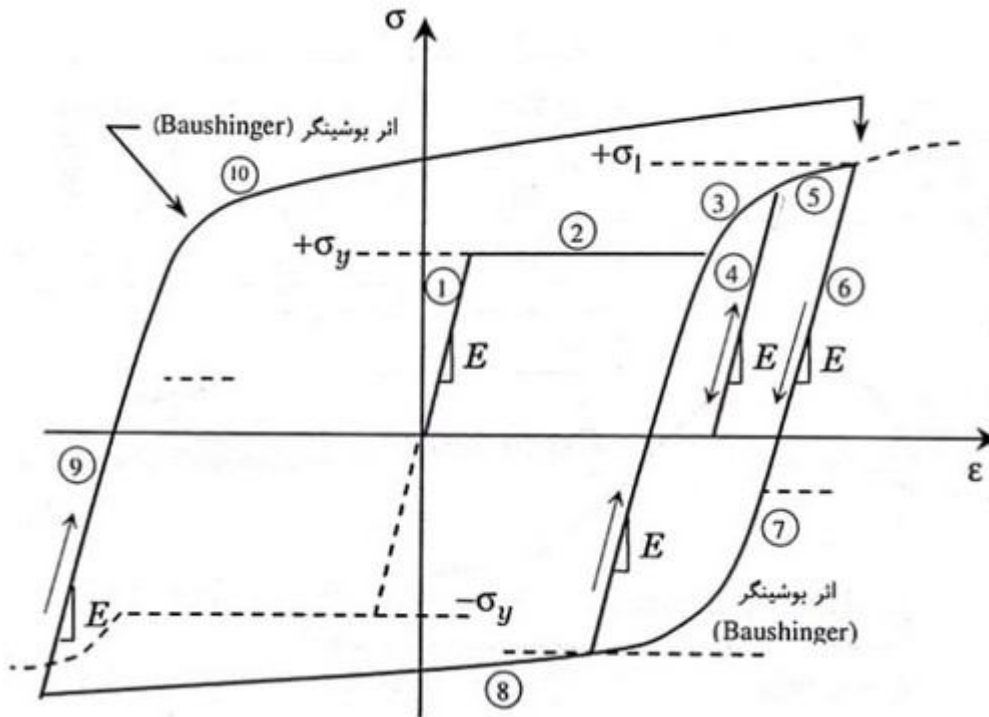 σ
اثر بوشینگر (Baushinger)
+σ₁
⑩
③
⑤
②
+σy
①
④
⑥
E
E
E
ε
⑨
⑦
E
E
−σy
اثر بوشینگر
(Baushinger)
⑧